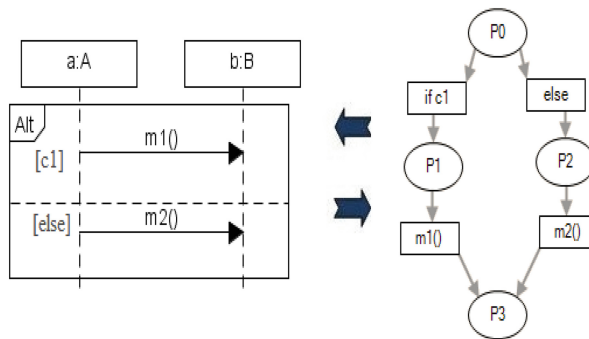 a:A
b:B
Alt
[c1]
m1()
[else]
m2()
P0
if c1
else
P1
P2
m1()
m2()
P3